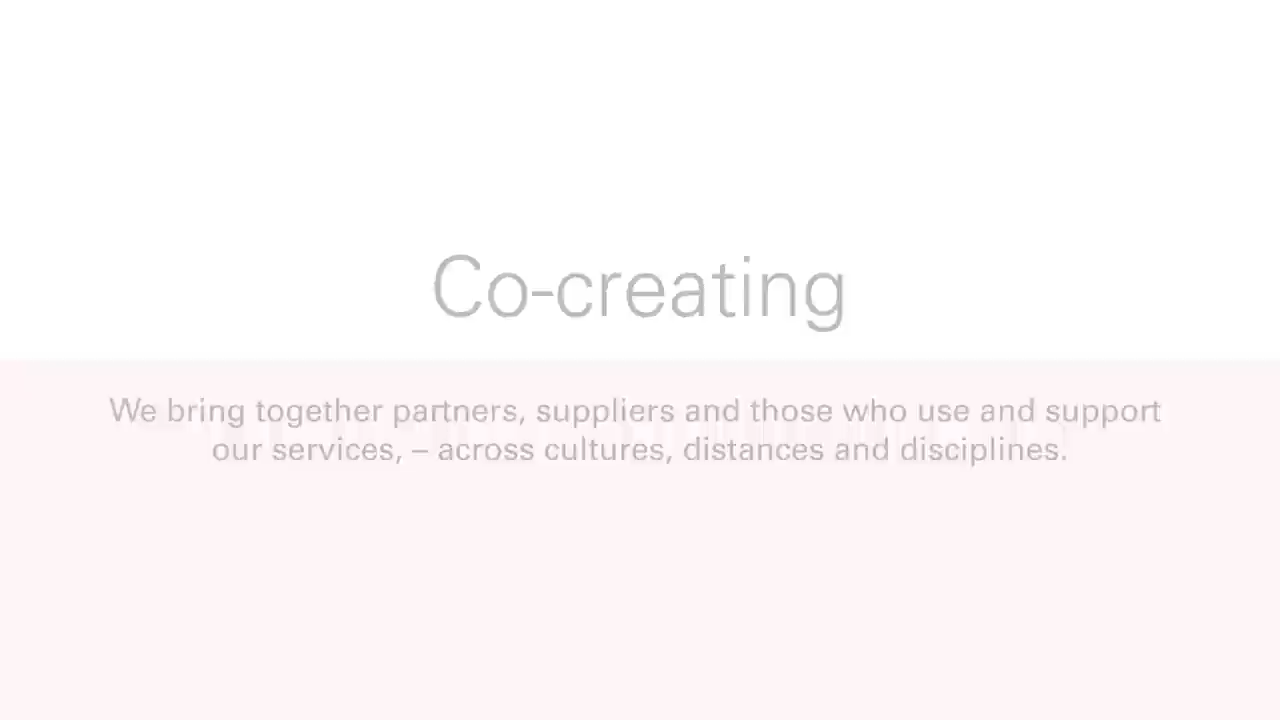 Co-creating
We bring together partners, suppliers and those who use and support
our services, – across cultures, distances and disciplines.